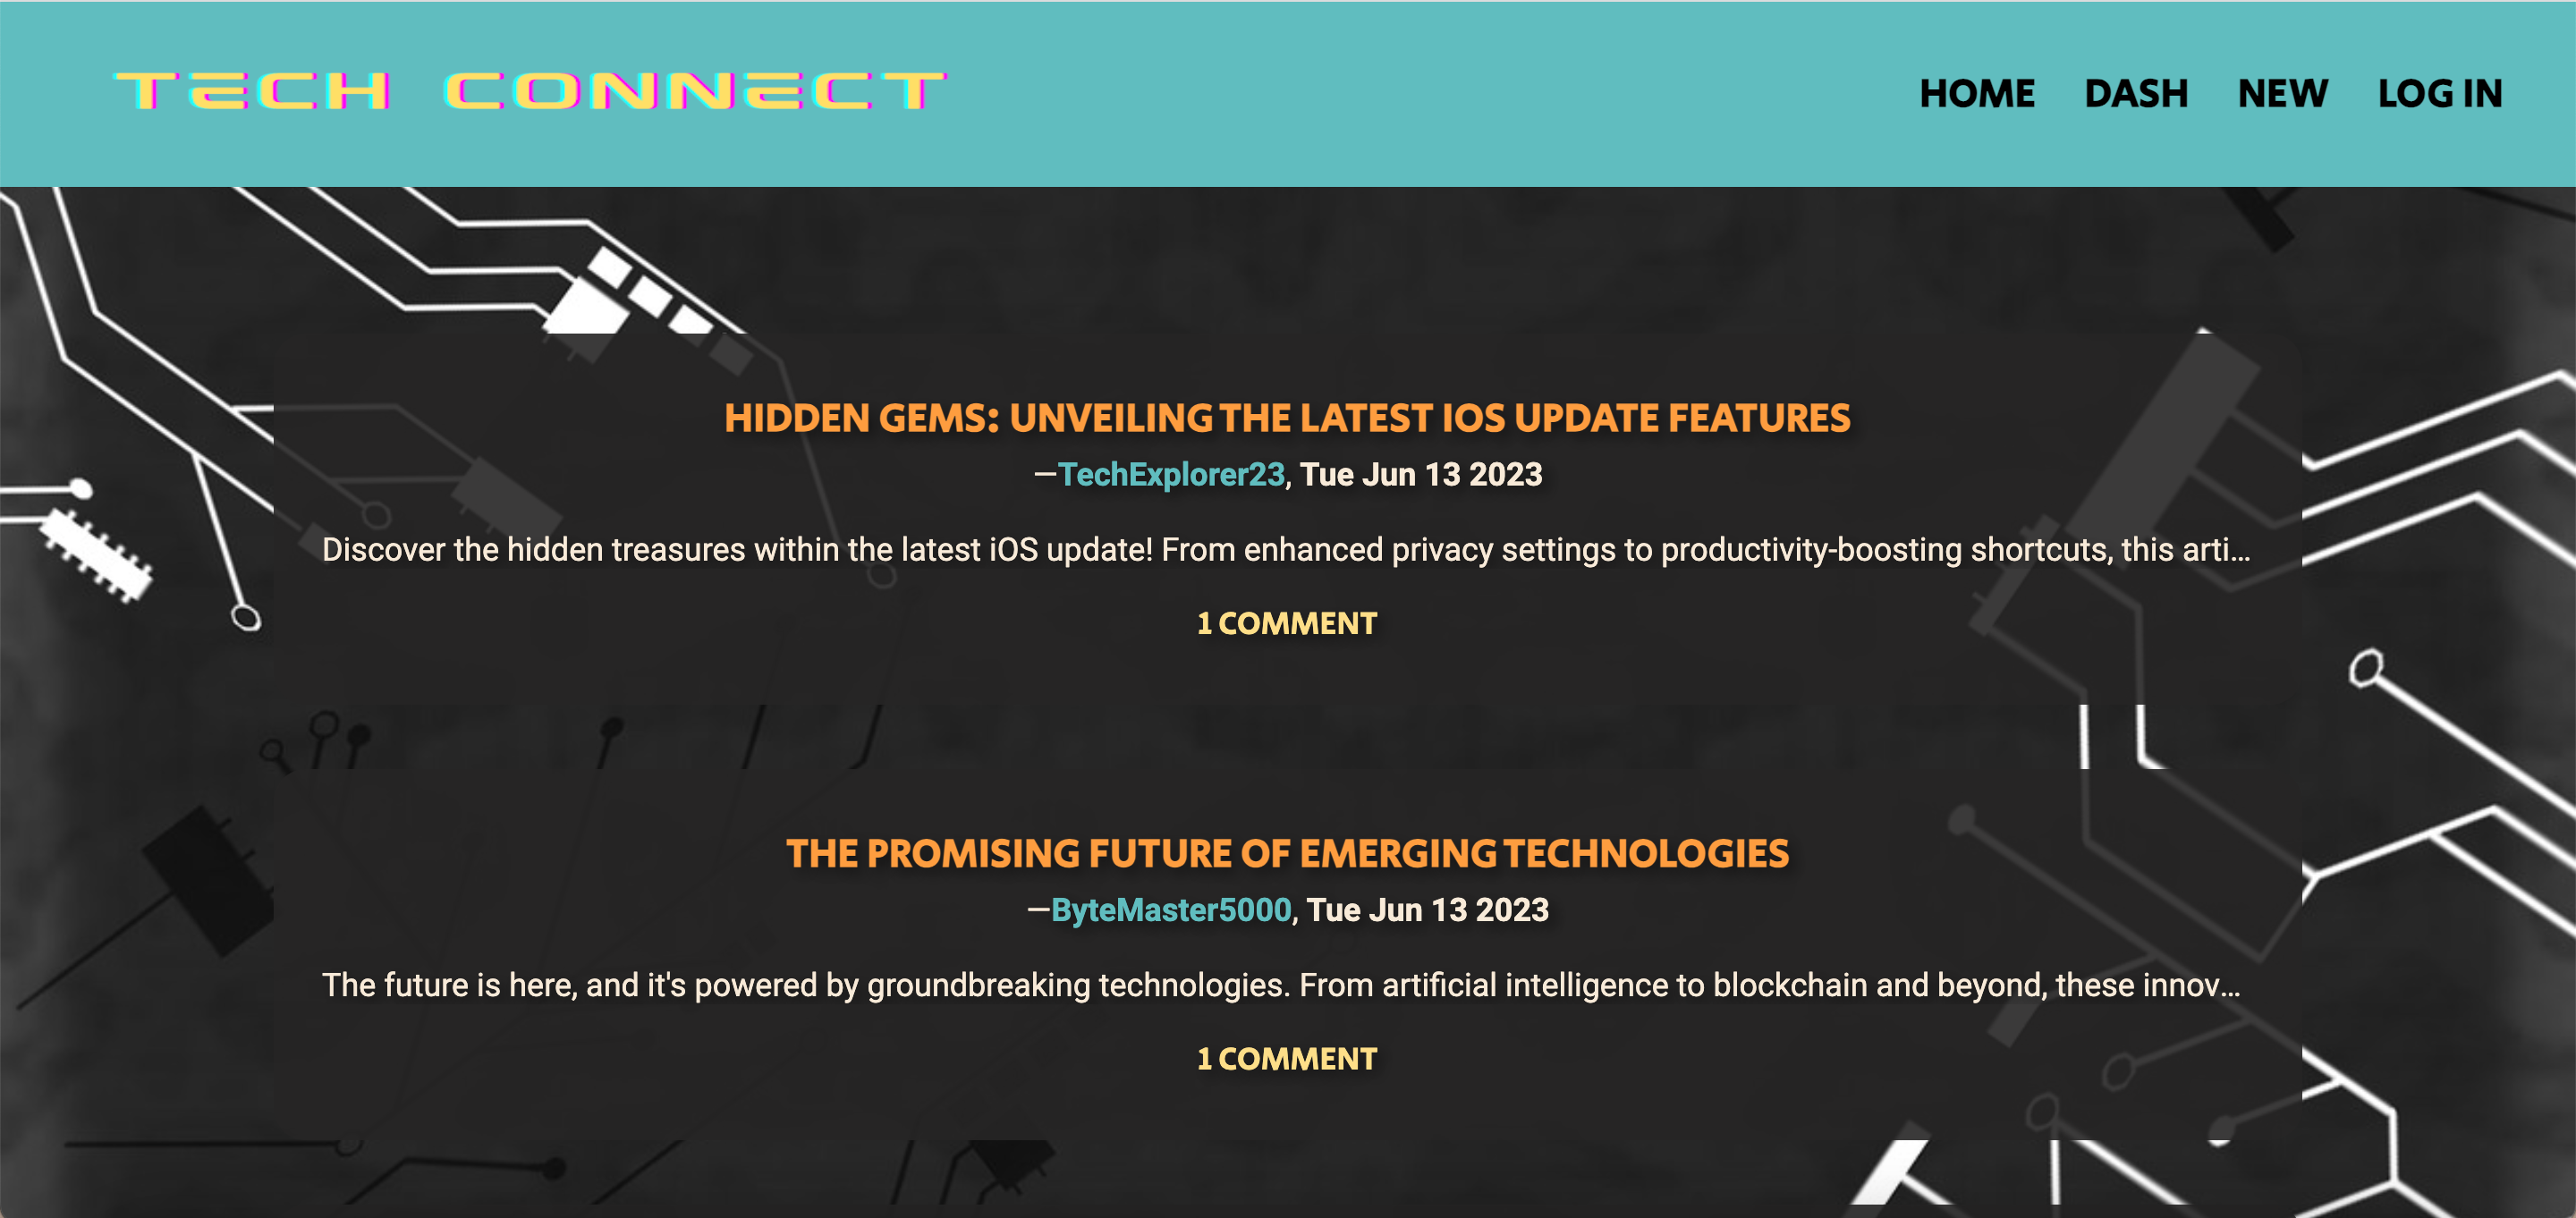 TECH CONNECT
HOME DASH NEW LOG IN
HIDDEN GEMS: UNVEILING THE LATEST IOS UPDATE FEATURES
—TechExplorer23, Tue Jun 13 2023
Discover the hidden treasures within the latest iOS update! From enhanced privacy settings to productivity-boosting shortcuts, this arti...
1 COMMENT
THE PROMISING FUTURE OF EMERGING TECHNOLOGIES
—ByteMaster5000, Tue Jun 13 2023
The future is here, and it's powered by groundbreaking technologies. From artificial intelligence to blockchain and beyond, these innov...
1 COMMENT